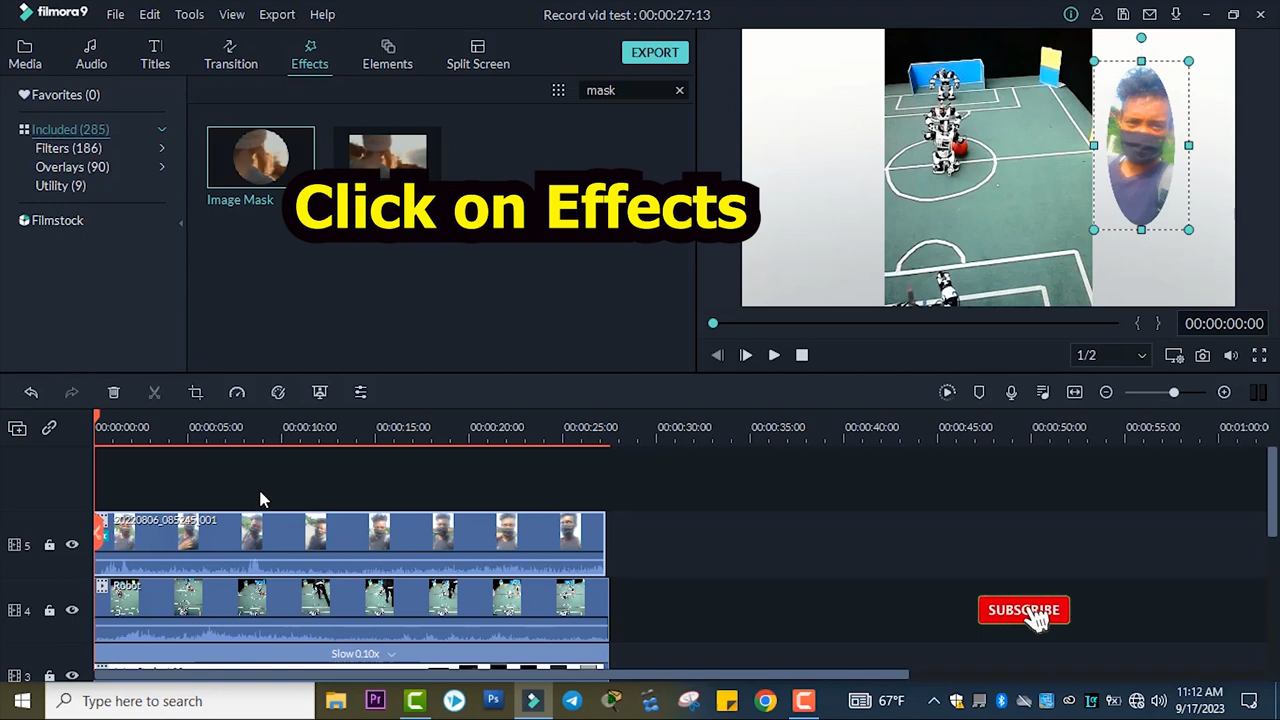 filmora9 File Edit Tools View Export Help Record vid test : 00:00:27:13
Media Audio Titles Transition Effects Elements Split Screen EXPORT
Favorites (0) mask
Included (285)
Filters (186)
Overlays (90)
Utility (9)
Filmstock
Image Mask
Click on Effects
00:00:00:00
1/2
00:00:00:00 00:00:05:00 00:00:10:00 00:00:15:00 00:00:20:00 00:00:25:00 00:00:30:00 00:00:35:00 00:00:40:00 00:00:45:00 00:00:50:00 00:00:55:00 00:01:00:0
20220806_085245_001
5
Robot
4
SUBSCRIBE
Slow 0.10x
3
Type here to search Pr Ps 67°F 11:12 AM
9/17/2023